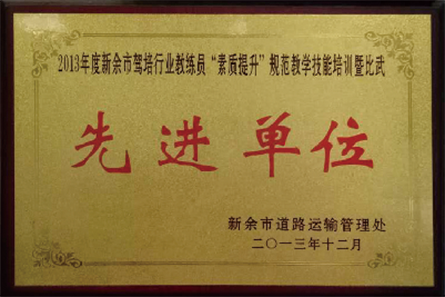 2013年度新余市驾培行业教练员“素质提升”规范教学技能培训暨比武
先进单位
新余市道路运输管理处
二〇一三年十二月